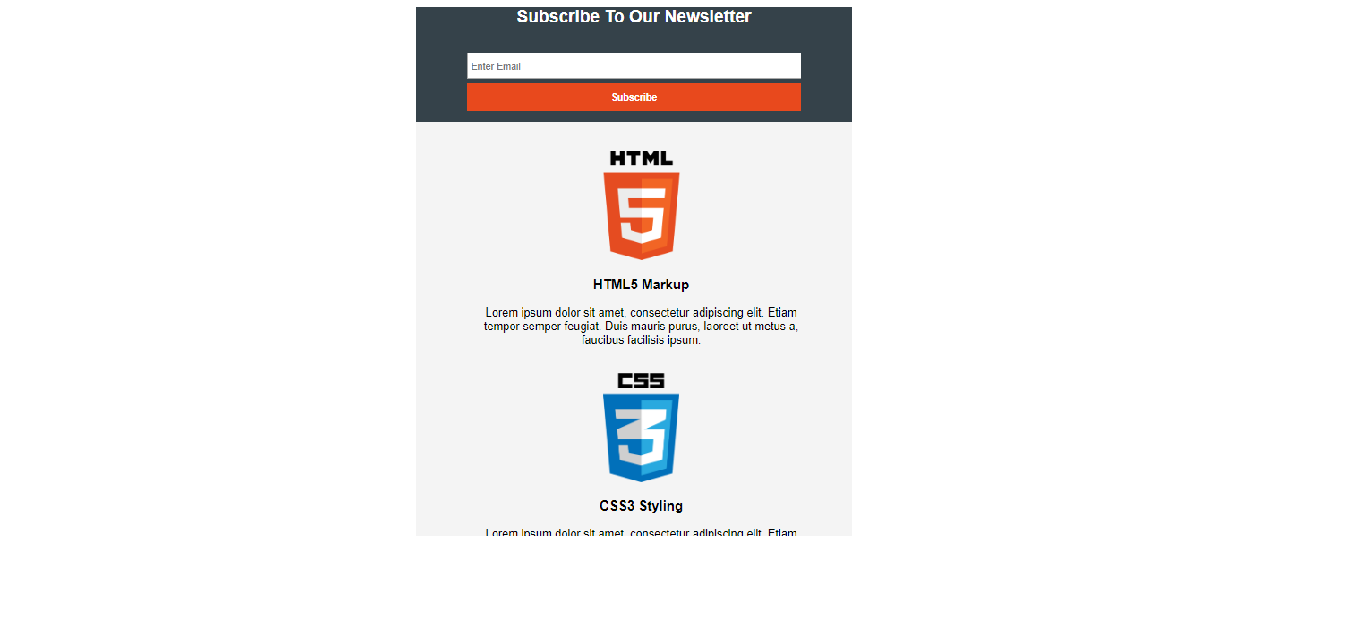 Subscribe To Our Newsletter
Enter Email
Subscribe
HTML
5
HTML5 Markup
Lorem ipsum dolor sit amet, consectetur adipiscing elit. Etiam
tempor semper feugiat. Duis mauris purus, laoreet ut metus a,
faucibus facilisis ipsum.
CSS
3
CSS3 Styling
Lorem ipsum dolor sit amet, consectetur adipiscing elit. Etiam